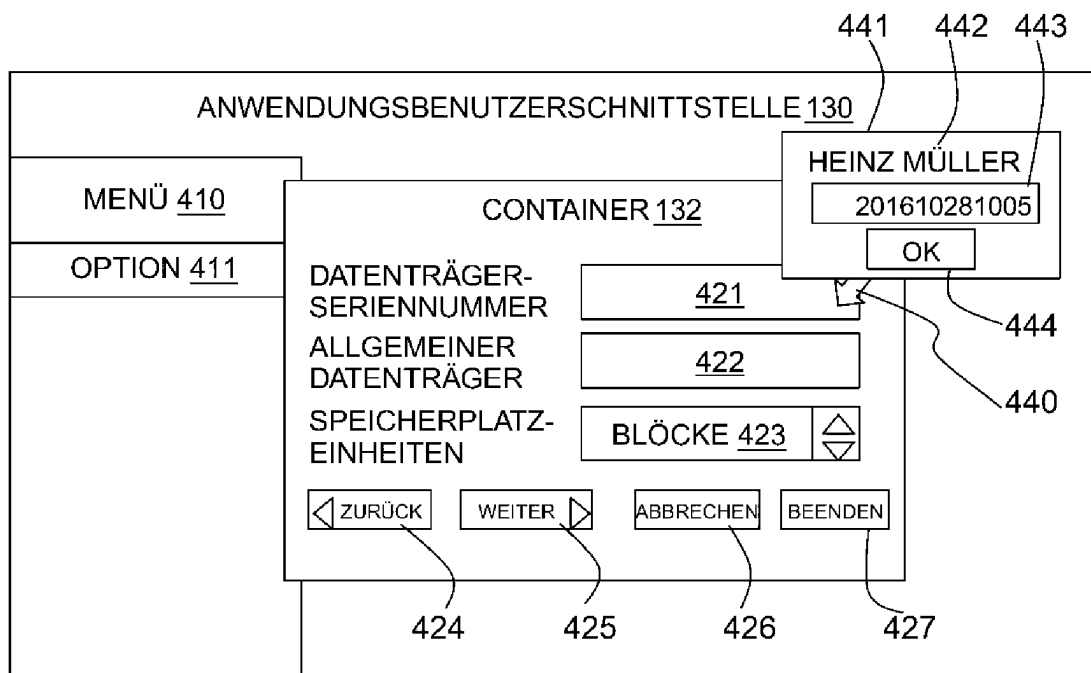 441 442 443
ANWENDUNGSBENUTZERSCHNITTSTELLE 130
HEINZ MÜLLER
201610281005
OK
MENÜ 410
OPTION 411
CONTAINER 132
DATENTRÄGER-
SERIENNUMMER
421
444
ALLGEMEINER
DATENTRÄGER
422
440
SPEICHERPLATZ-
EINHEITEN
BLÖCKE 423
ZURÜCK WEITER ABBRECHEN BEENDEN
424 425 426 427